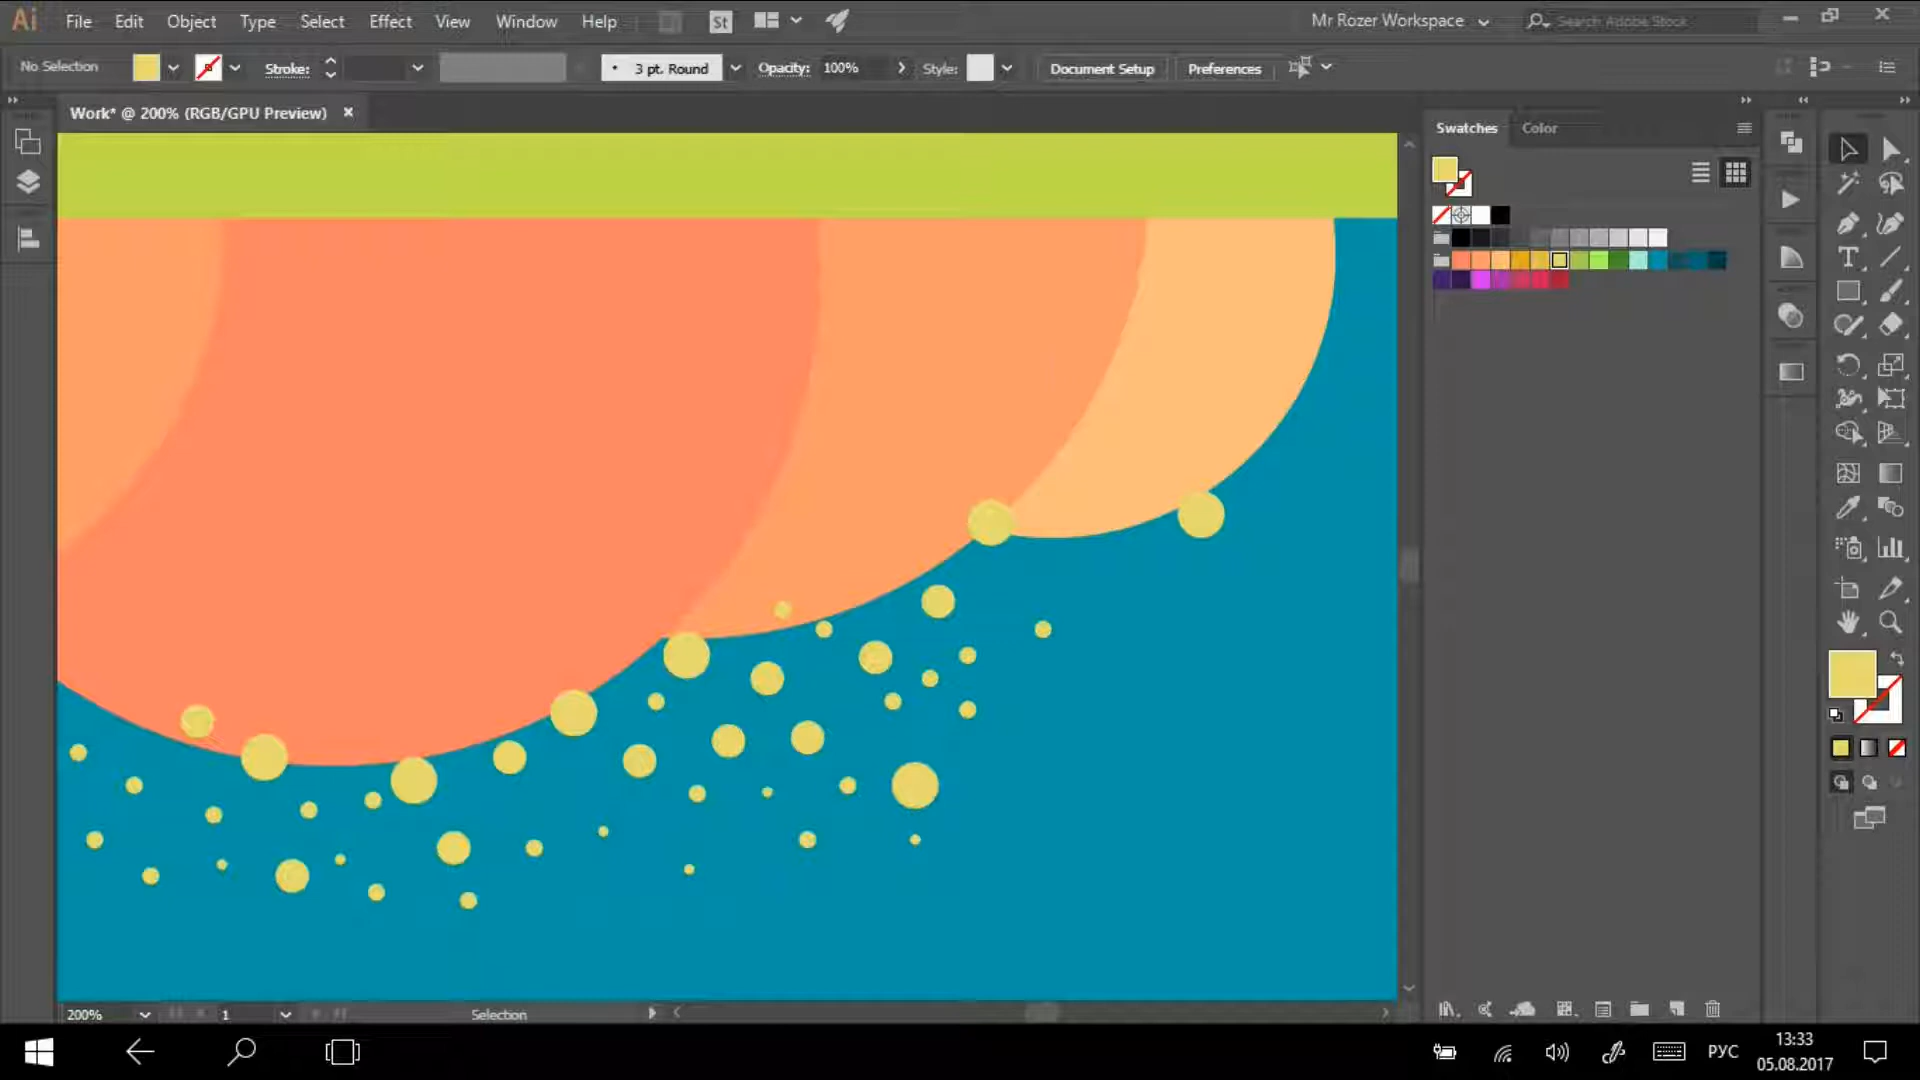 Ai File Edit Object Type Select Effect View Window Help St Mr Rozer Workspace Search Adobe Stock
No Selection Stroke: 3 pt. Round Opacity: 100% Style: Document Setup Preferences
Work* @ 200% (RGB/GPU Preview)
Swatches Color
200% 1 Selection
РУС 13:33
05.08.2017